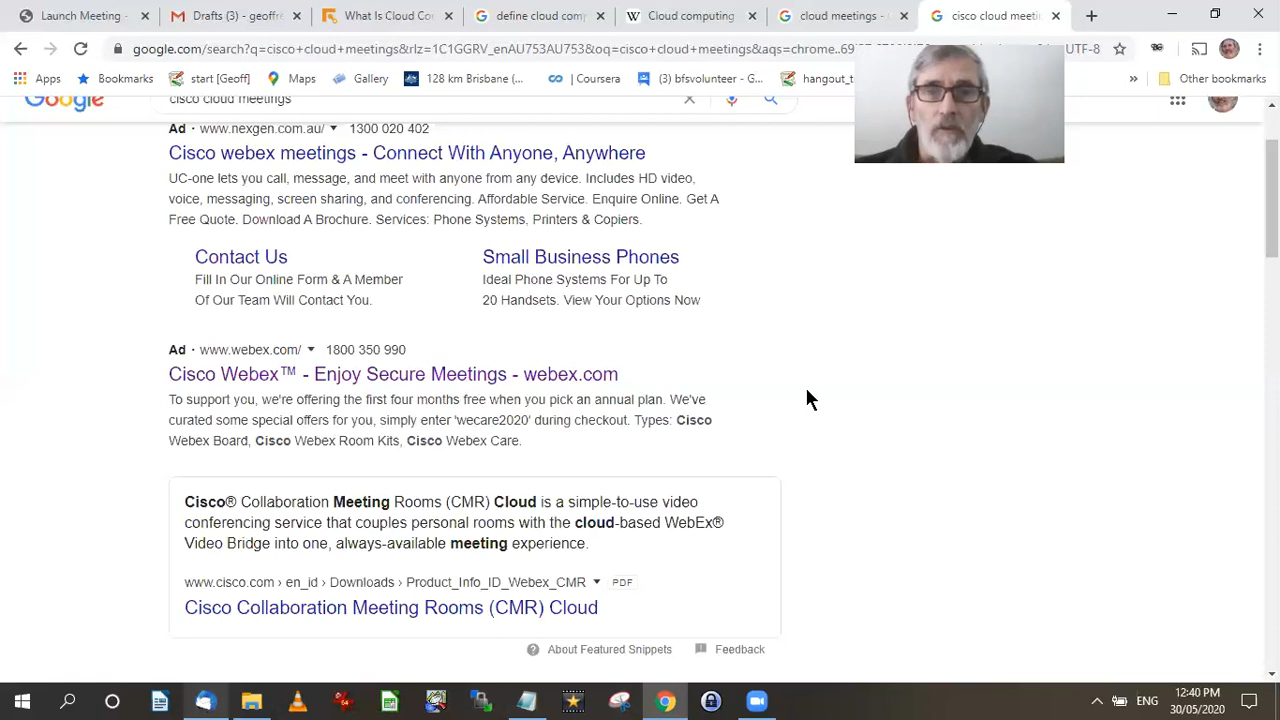 Launch Meeting -
Drafts (3) - geoffre
What Is Cloud Co
define cloud comp
Cloud computing
cloud meetings -
cisco cloud meeti
google.com/search?q=cisco+cloud+meetings&rlz=1C1GGRV_enAU753AU753&oq=cisco+cloud+meetings&aqs=chrome..69i
UTF-8
Apps
Bookmarks
start [Geoff]
Maps
Gallery
128 km Brisbane (...
Coursera
(3) bfsvolunteer - G...
hangout_t
Other bookmarks
Google
cisco cloud meetings
Ad · www.nexgen.com.au/ 1300 020 402
Cisco webex meetings - Connect With Anyone, Anywhere
UC-one lets you call, message, and meet with anyone from any device. Includes HD video,
voice, messaging, screen sharing, and conferencing. Affordable Service. Enquire Online. Get A
Free Quote. Download A Brochure. Services: Phone Systems, Printers & Copiers.
Contact Us
Fill In Our Online Form & A Member
Of Our Team Will Contact You.
Small Business Phones
Ideal Phone Systems For Up To
20 Handsets. View Your Options Now
Ad · www.webex.com/ 1800 350 990
Cisco Webex™ - Enjoy Secure Meetings - webex.com
To support you, we're offering the first four months free when you pick an annual plan. We've
curated some special offers for you, simply enter 'wecare2020' during checkout. Types: Cisco
Webex Board, Cisco Webex Room Kits, Cisco Webex Care.
Cisco® Collaboration Meeting Rooms (CMR) Cloud is a simple-to-use video
conferencing service that couples personal rooms with the cloud-based WebEx®
Video Bridge into one, always-available meeting experience.
www.cisco.com › en_id › Downloads › Product_Info_ID_Webex_CMR PDF
Cisco Collaboration Meeting Rooms (CMR) Cloud
About Featured Snippets
Feedback
ENG
12:40 PM
30/05/2020